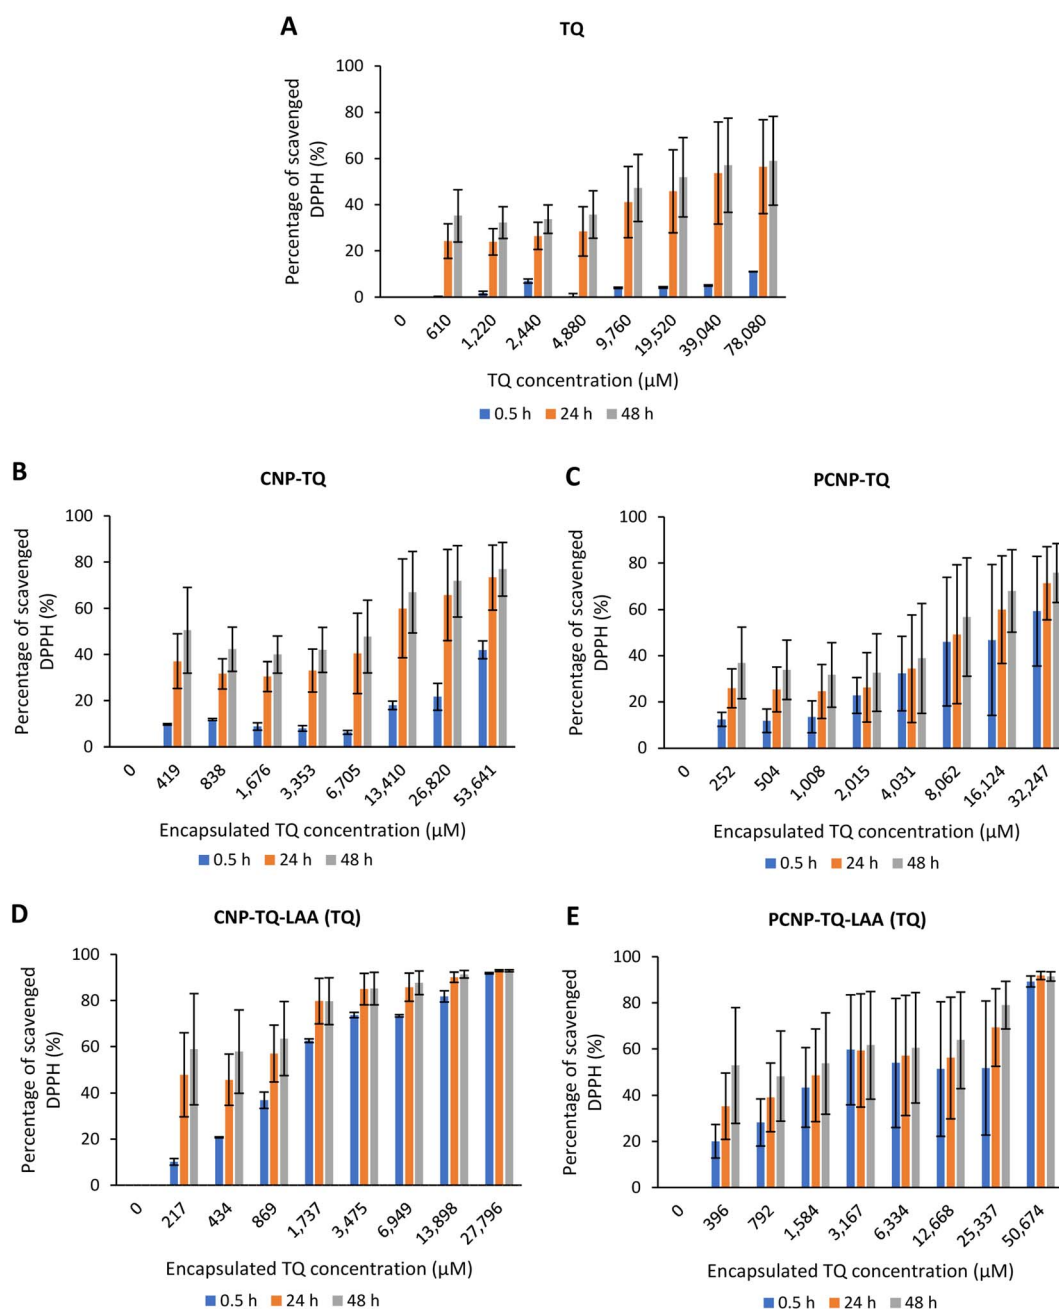 A
TQ
Percentage of scavenged
DPPH (%)
100
80
60
40
20
0
0 610 1,220 2,440 4,880 9,760 19,520 39,040 78,080
TQ concentration (µM)
0.5 h 24 h 48 h
B
CNP-TQ
Percentage of scavenged
DPPH (%)
100
80
60
40
20
0
0 419 838 1,676 3,353 6,705 13,410 26,820 53,641
Encapsulated TQ concentration (µM)
0.5 h 24 h 48 h
C
PCNP-TQ
Percentage of scavenged
DPPH (%)
100
80
60
40
20
0
0 252 504 1,008 2,015 4,031 8,062 16,124 32,247
Encapsulated TQ concentration (µM)
0.5 h 24 h 48 h
D
CNP-TQ-LAA (TQ)
Percentage of scavenged
DPPH (%)
100
80
60
40
20
0
0 217 434 869 1,737 3,475 6,949 13,898 27,796
Encapsulated TQ concentration (µM)
0.5 h 24 h 48 h
E
PCNP-TQ-LAA (TQ)
Percentage of scavenged
DPPH (%)
100
80
60
40
20
0
0 396 792 1,584 3,167 6,334 12,668 25,337 50,674
Encapsulated TQ concentration (µM)
0.5 h 24 h 48 h